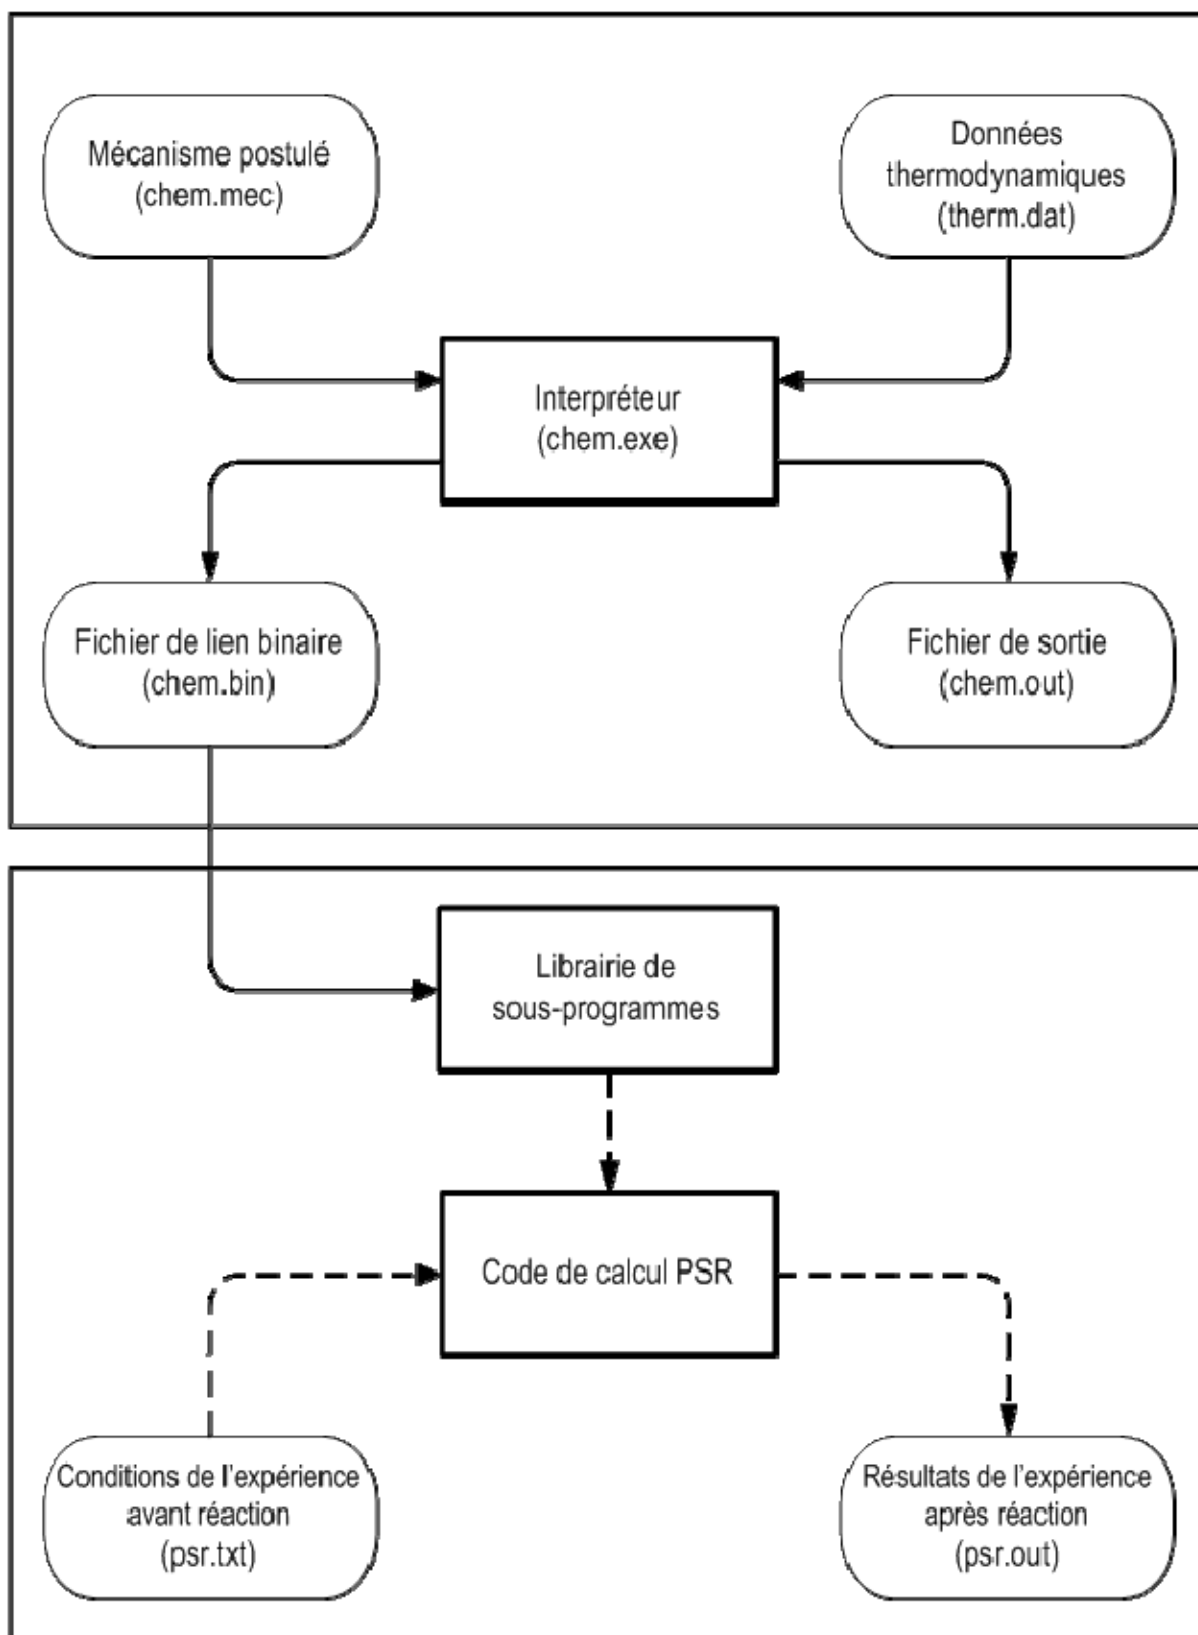 Mécanisme postulé
(chem.mec)
Données
thermodynamiques
(therm.dat)
Interpréteur
(chem.exe)
Fichier de lien binaire
(chem.bin)
Fichier de sortie
(chem.out)
Librairie de
sous-programmes
Code de calcul PSR
Conditions de l'expérience
avant réaction
(psr.txt)
Résultats de l'expérience
après réaction
(psr.out)